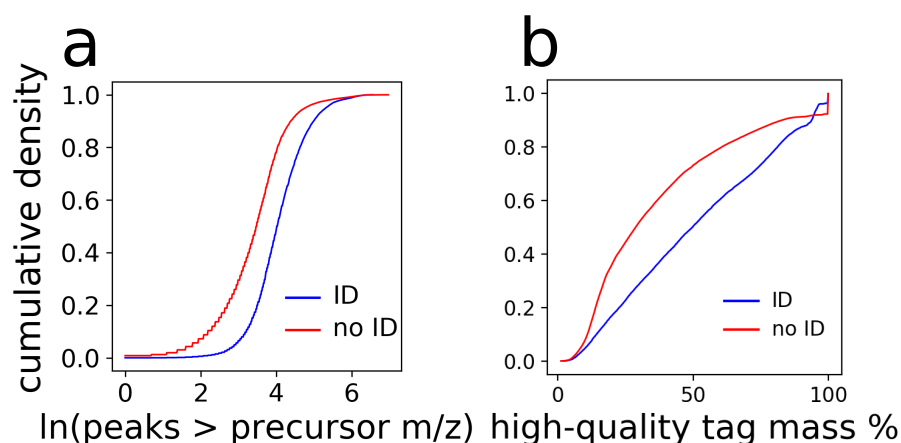 a
cumulative density
1.0
0.8
0.6
0.4
0.2
0.0
ID
no ID
0 2 4 6
ln(peaks > precursor m/z)
b
1.0
0.8
0.6
0.4
0.2
0.0
ID
no ID
0 50 100
high-quality tag mass %